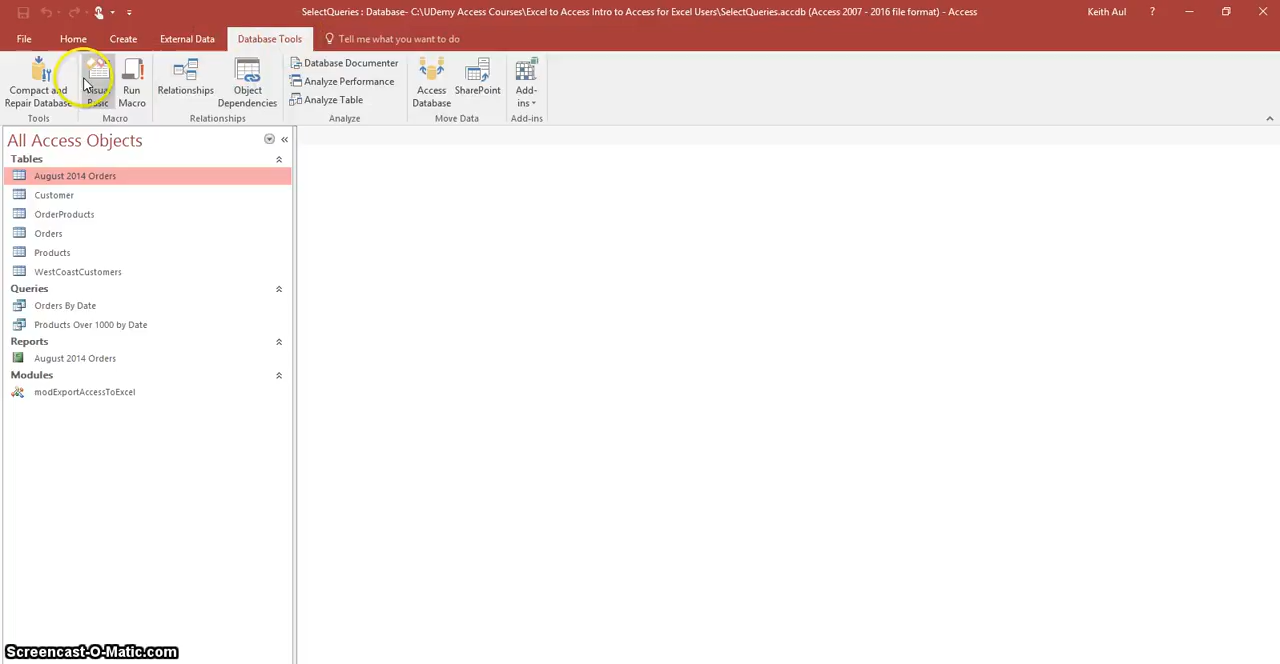 SelectQueries : Database- C:\UDemy Access Courses\Excel to Access Intro to Access for Excel Users\SelectQueries.accdb (Access 2007 - 2016 file format) - Access
Keith Aul ?
File Home Create External Data Database Tools Tell me what you want to do
Compact and
Repair Database
Tools
Visual
Basic
Run
Macro
Macro
Relationships
Object
Dependencies
Relationships
Database Documenter
Analyze Performance
Analyze Table
Analyze
Access
Database
SharePoint
Move Data
Add-
ins
Add-ins
All Access Objects
Tables
August 2014 Orders
Customer
OrderProducts
Orders
Products
WestCoastCustomers
Queries
Orders By Date
Products Over 1000 by Date
Reports
August 2014 Orders
Modules
modExportAccessToExcel
Screencast-O-Matic.com